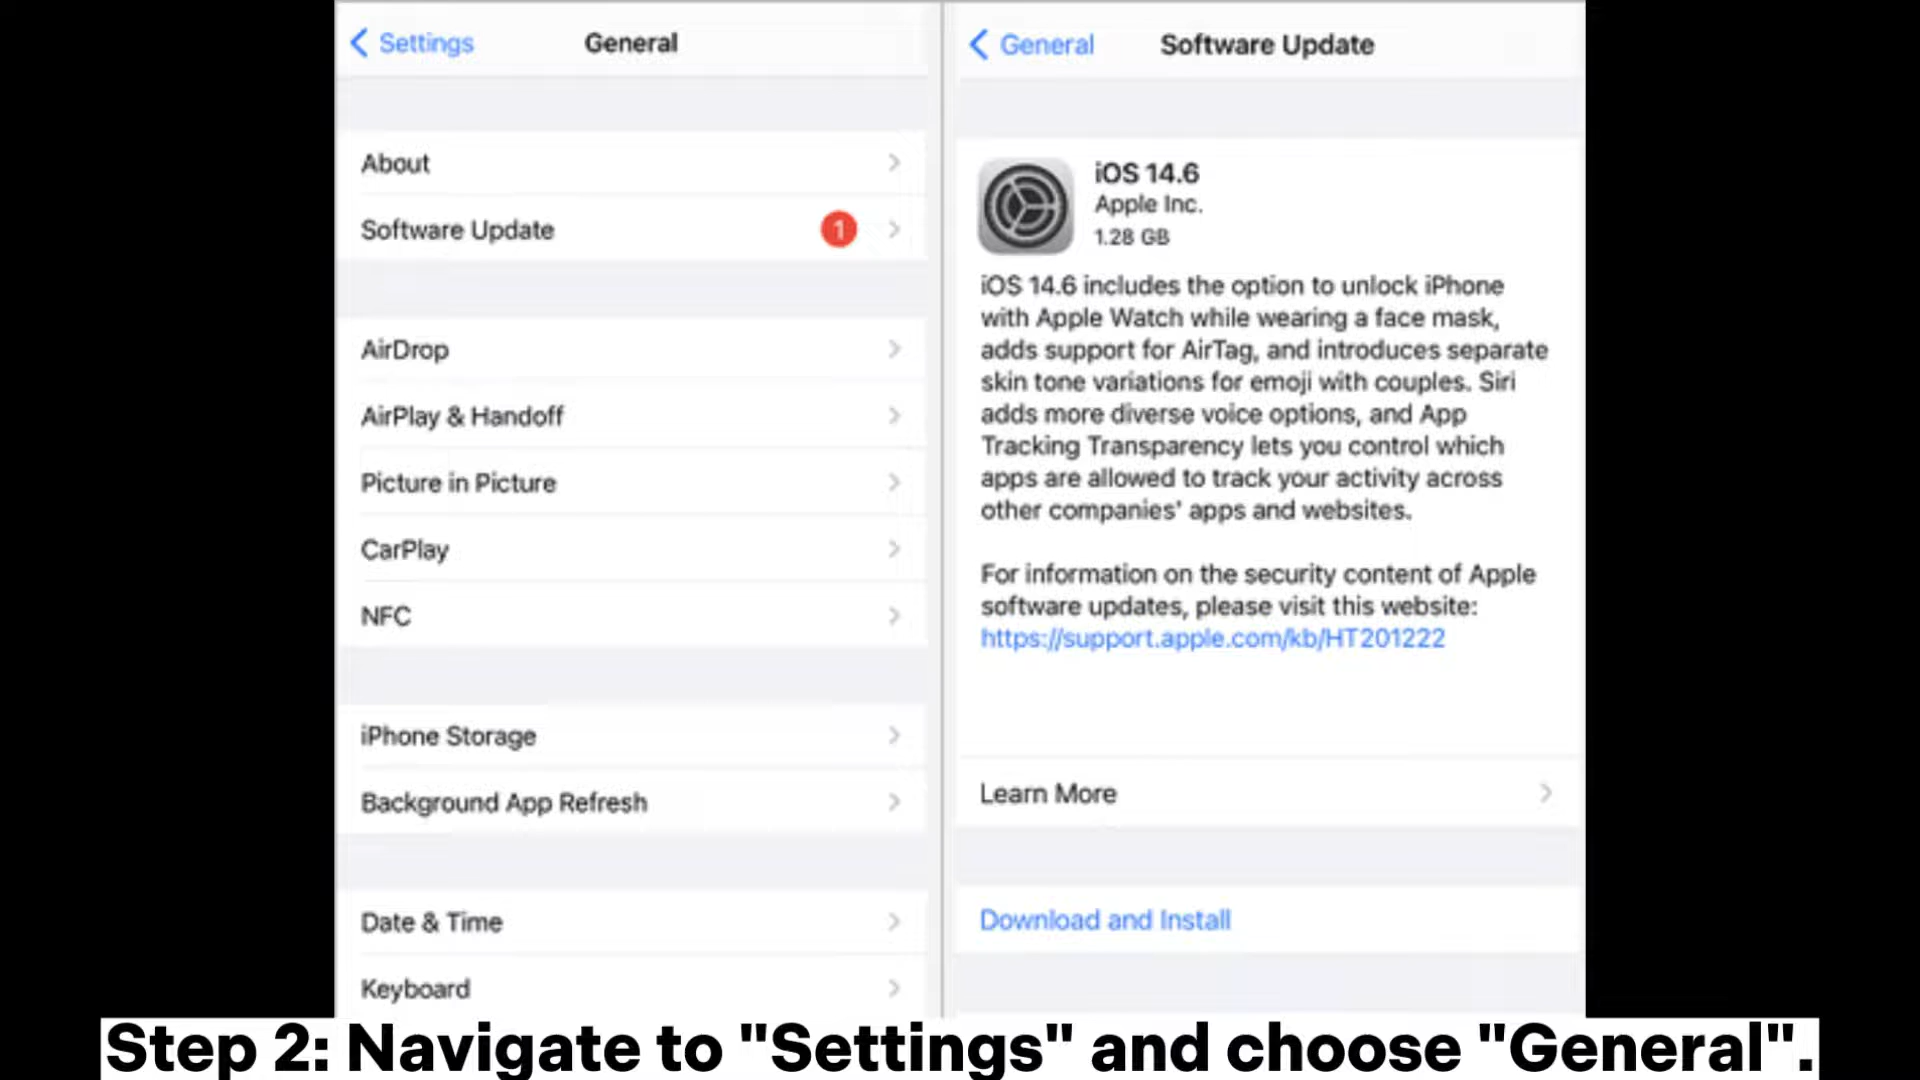 Settings
General
About
Software Update
1
AirDrop
AirPlay & Handoff
Picture in Picture
CarPlay
NFC
iPhone Storage
Background App Refresh
Date & Time
Keyboard
General
Software Update
iOS 14.6
Apple Inc.
1.28 GB
iOS 14.6 includes the option to unlock iPhone
with Apple Watch while wearing a face mask,
adds support for AirTag, and introduces separate
skin tone variations for emoji with couples. Siri
adds more diverse voice options, and App
Tracking Transparency lets you control which
apps are allowed to track your activity across
other companies' apps and websites.
For information on the security content of Apple
software updates, please visit this website:
https://support.apple.com/kb/HT201222
Learn More
Download and Install
Step 2: Navigate to "Settings" and choose "General".